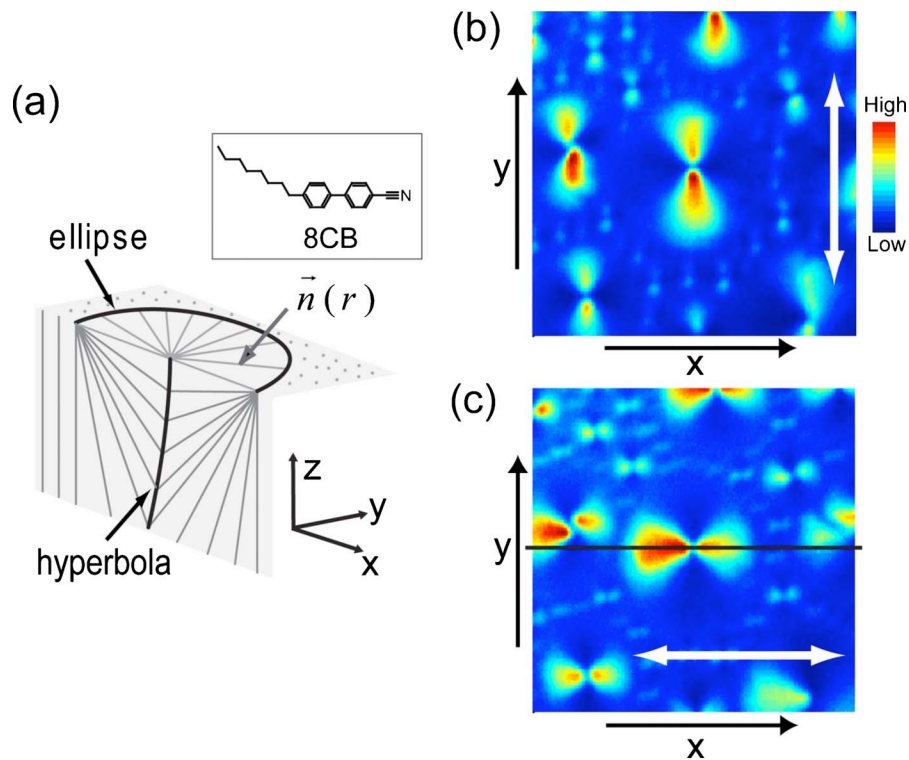 (a)
N
8CB
ellipse
n⃗ (r)
hyperbola
z
y
x
(b)
y
x
High
Low
(c)
y
x